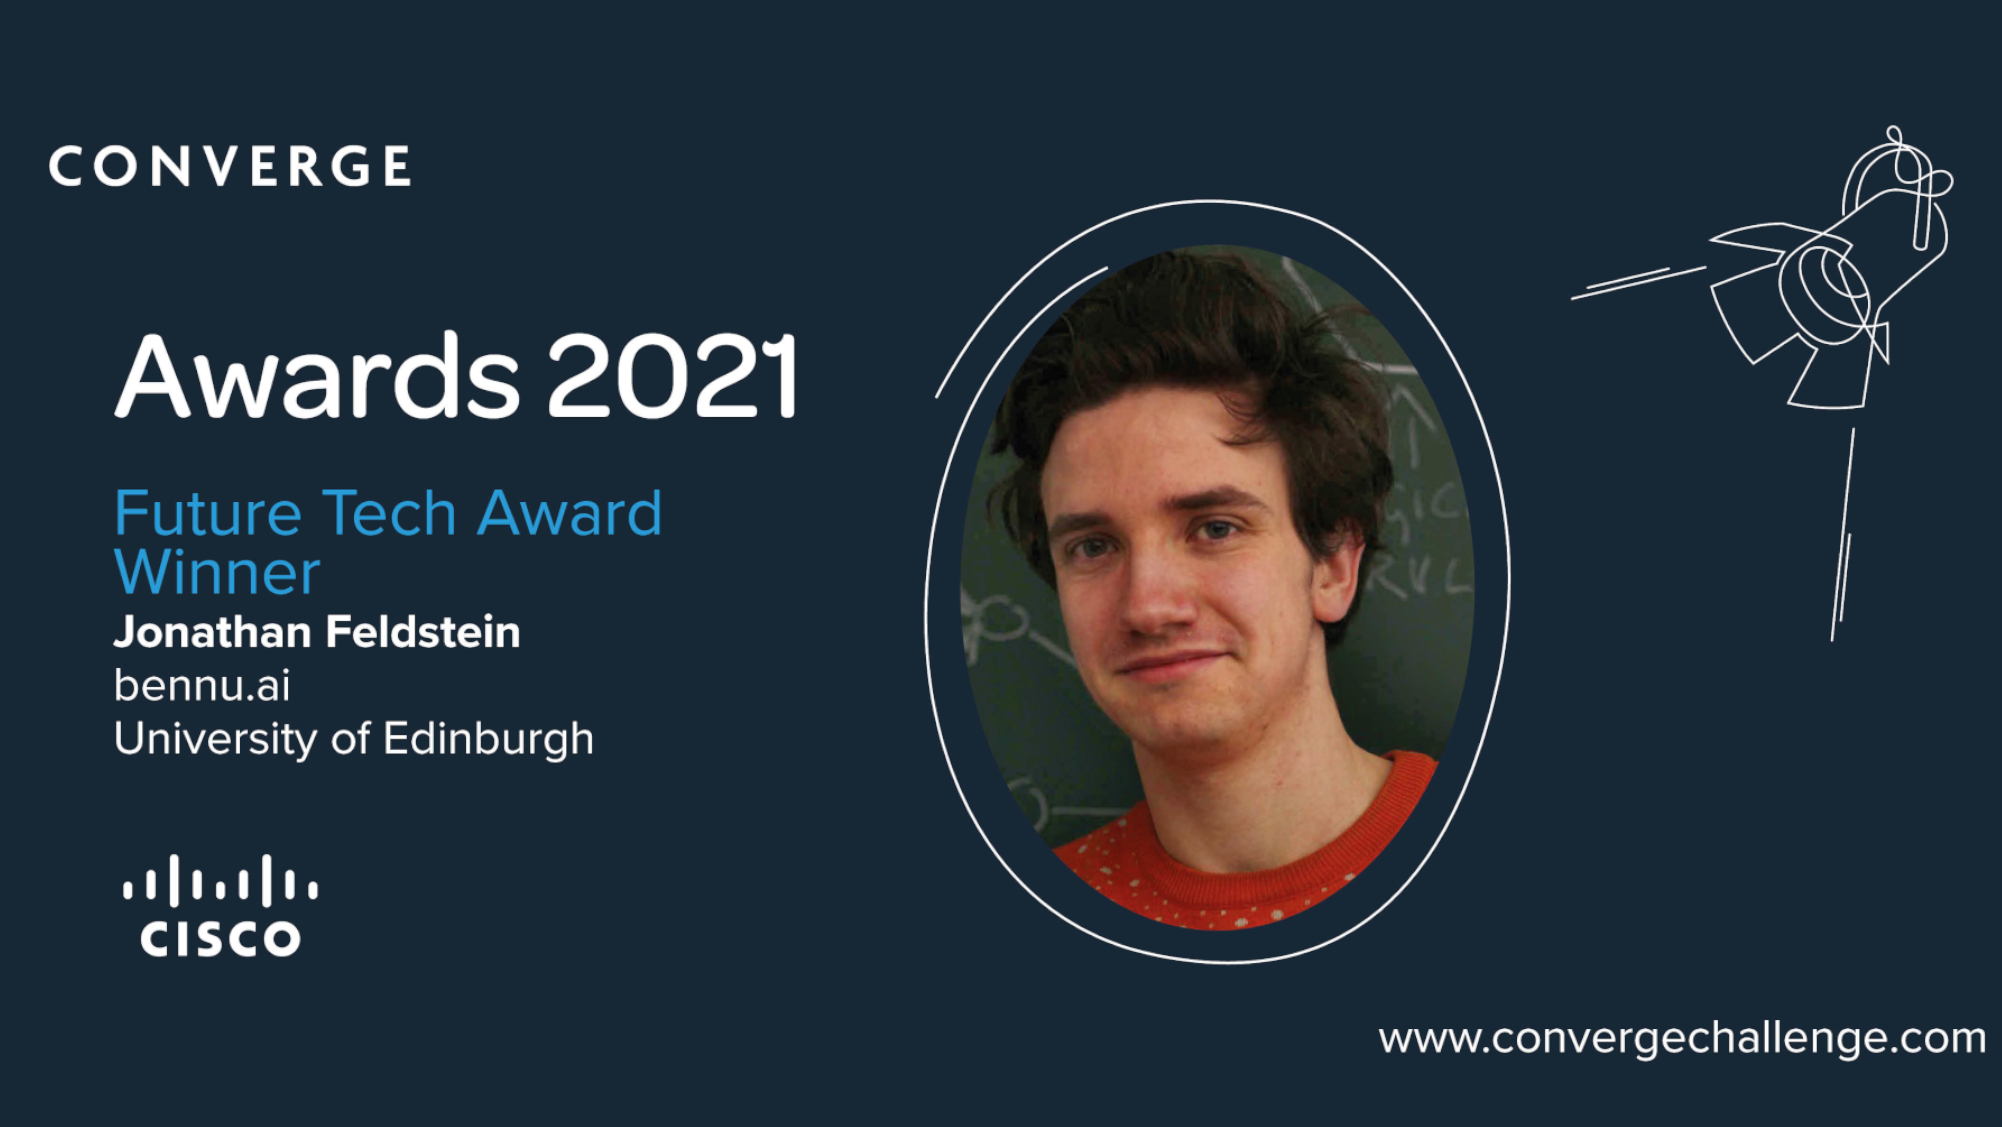 CONVERGE
Awards 2021
Future Tech Award
Winner
Jonathan Feldstein
bennu.ai
University of Edinburgh
CISCO
www.convergechallenge.com